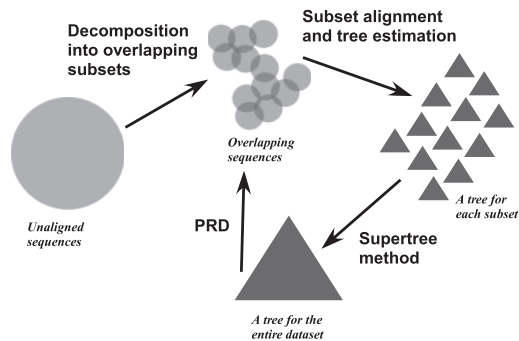 Decomposition
into overlapping
subsets
Subset alignment
and tree estimation
Overlapping
sequences
Unaligned
sequences
A tree for
each subset
PRD
Supertree
method
A tree for the
entire dataset